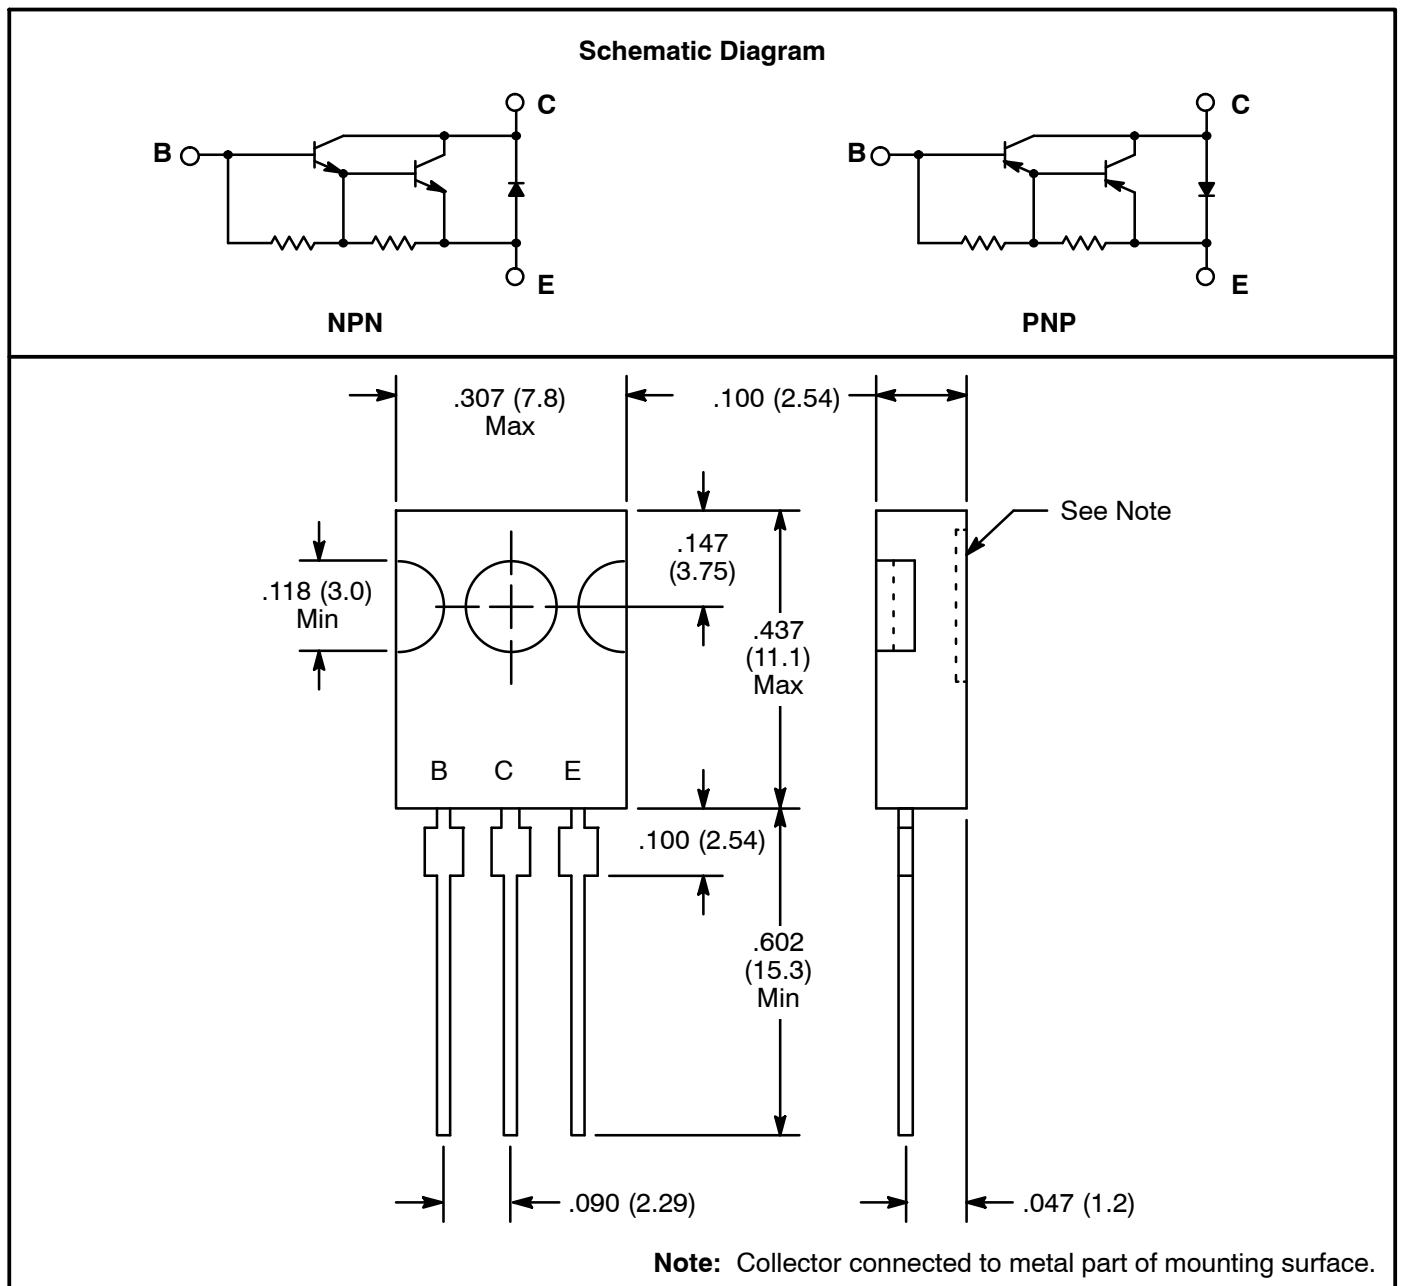 Schematic Diagram
C
B
E
NPN
C
B
E
PNP
.307 (7.8)
Max
.100 (2.54)
See Note
.147
(3.75)
.118 (3.0)
Min
.437
(11.1)
Max
B C E
.100 (2.54)
.602
(15.3)
Min
.090 (2.29)
.047 (1.2)
Note: Collector connected to metal part of mounting surface.